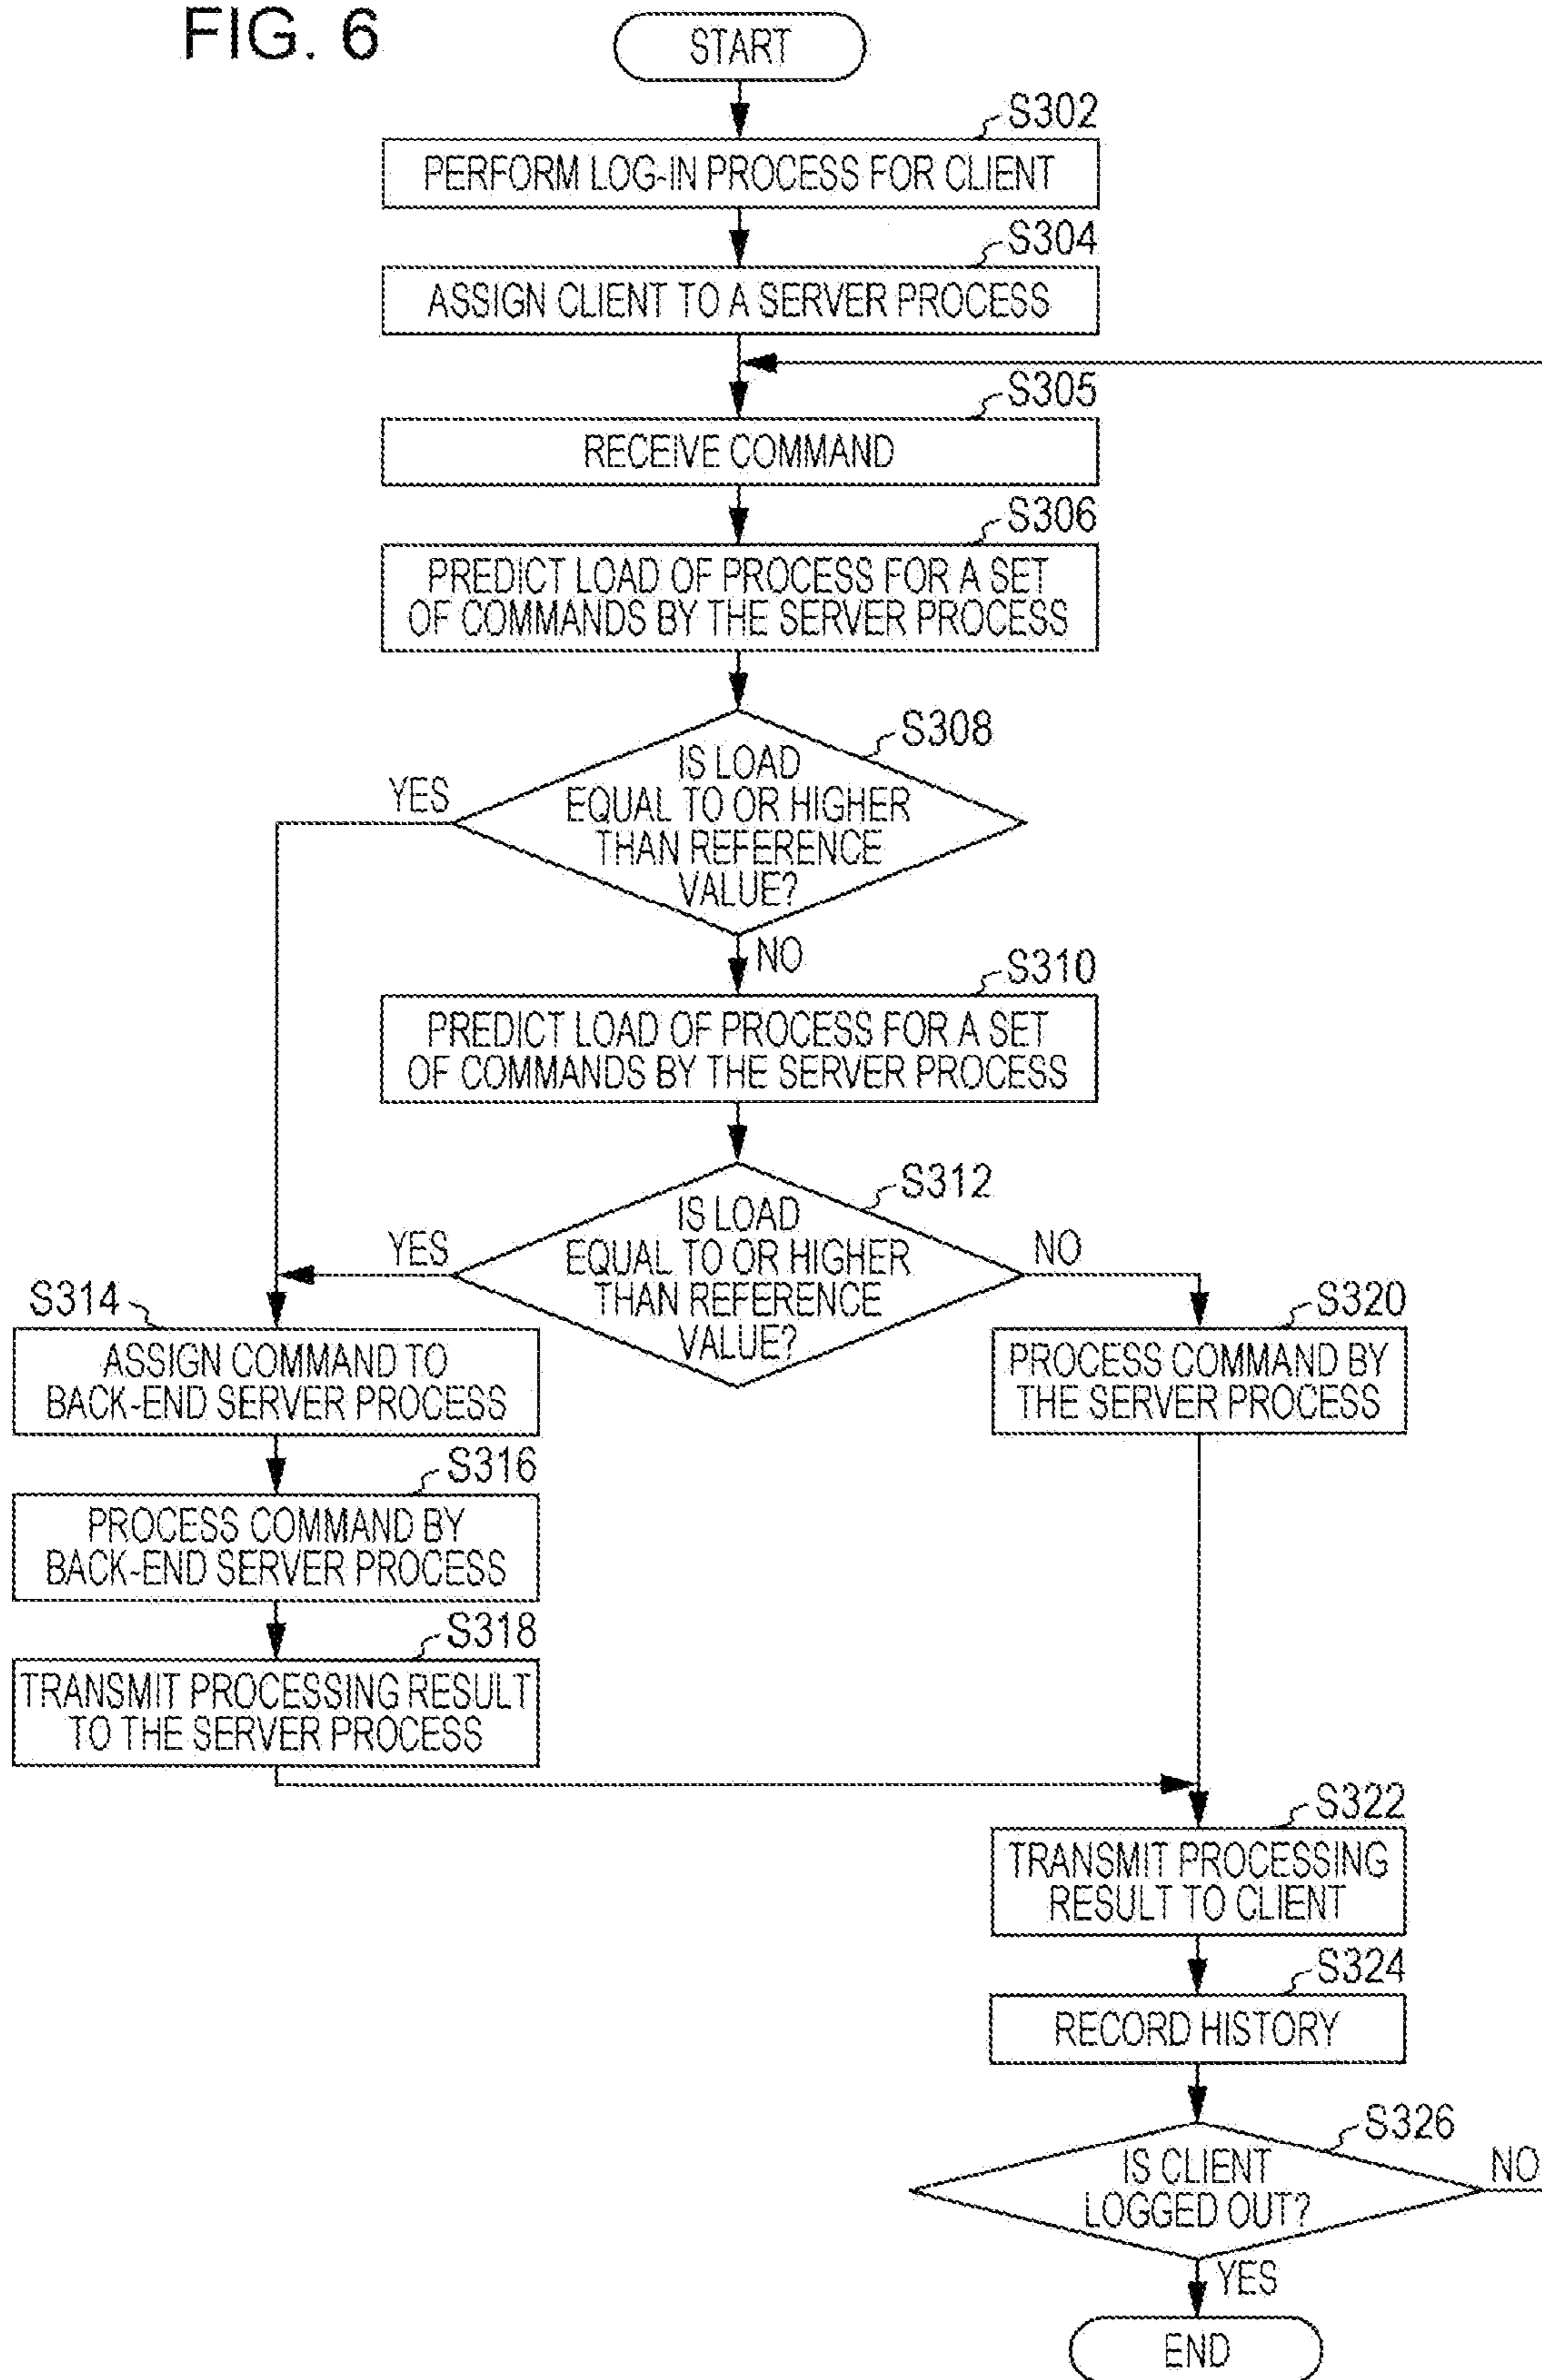 FIG. 6
START
S302
PERFORM LOG-IN PROCESS FOR CLIENT
S304
ASSIGN CLIENT TO A SERVER PROCESS
S305
RECEIVE COMMAND
S306
PREDICT LOAD OF PROCESS FOR A SET
OF COMMANDS BY THE SERVER PROCESS
S308
IS LOAD
EQUAL TO OR HIGHER
THAN REFERENCE
VALUE?
YES
NO
S310
PREDICT LOAD OF PROCESS FOR A SET
OF COMMANDS BY THE SERVER PROCESS
S312
IS LOAD
EQUAL TO OR HIGHER
THAN REFERENCE
VALUE?
YES
NO
S314
ASSIGN COMMAND TO
BACK-END SERVER PROCESS
S320
PROCESS COMMAND BY
THE SERVER PROCESS
S316
PROCESS COMMAND BY
BACK-END SERVER PROCESS
S318
TRANSMIT PROCESSING RESULT
TO THE SERVER PROCESS
S322
TRANSMIT PROCESSING
RESULT TO CLIENT
S324
RECORD HISTORY
S326
IS CLIENT
LOGGED OUT?
NO
YES
END